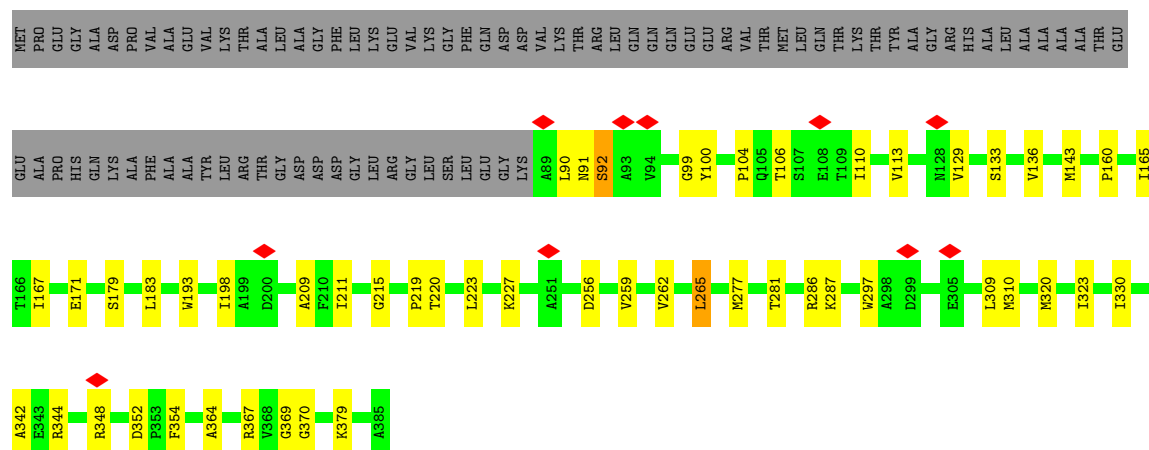 MET PRO GLU GLY ALA ASP PRO VAL ALA GLU VAL LYS THR ALA LEU ALA GLY PHE LEU LYS GLU VAL LYS GLY PHE GLN ASP ASP VAL LYS THR ARG LEU GLN GLN GLN GLU GLU ARG VAL THR MET LEU GLN THR LYS THR TYR ALA GLY ARG HIS ALA LEU ALA ALA ALA ALA THR GLU
GLU ALA PRO HIS GLN LYS ALA PHE ALA ALA TYR LEU ARG THR GLY ASP ASP ASP GLY LEU ARG GLY LEU SER LEU GLU GLY LYS A89 L90 N91 S92 A93 V94 G99 Y100 P104 Q105 T106 S107 E108 T109 I110 V113 N128 V129 S133 V136 M143 P160 I165
T166 I167 E171 S179 L183 W193 I198 A199 D200 A209 F210 I211 G215 P219 T220 L223 K227 A251 D256 V259 V262 L265 M277 T281 R286 K287 W297 A298 D299 E305 L309 M310 M320 I323 I330
A342 E343 R344 R348 D352 P353 F354 A364 R367 V368 G369 G370 K379 A385